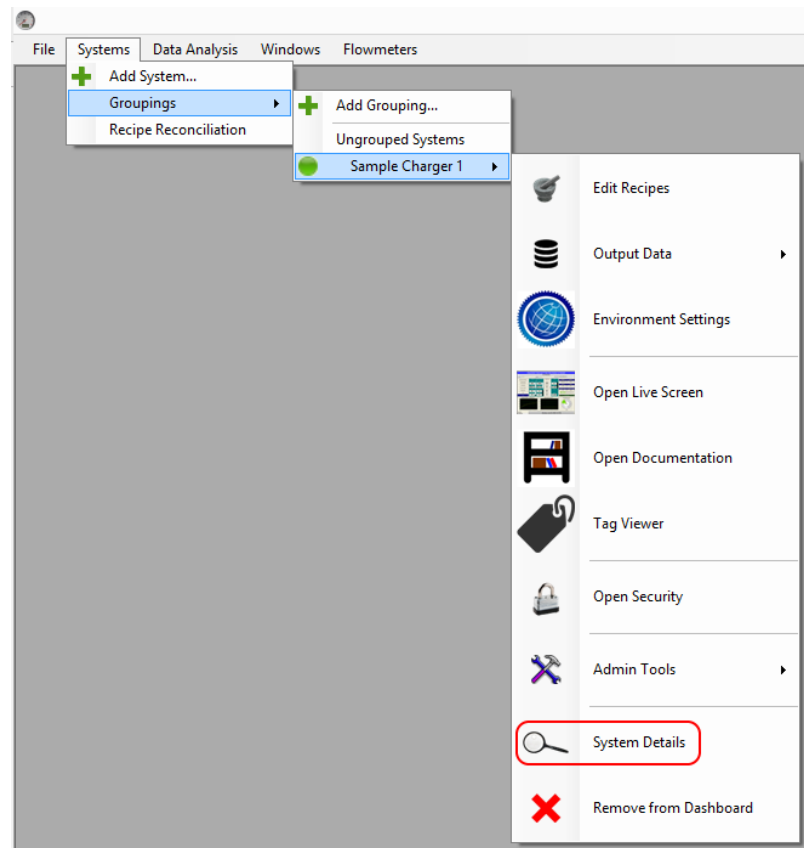 File Systems Data Analysis Windows Flowmeters
Add System...
Groupings
Recipe Reconciliation
Add Grouping...
Ungrouped Systems
Sample Charger 1
Edit Recipes
Output Data
Environment Settings
Open Live Screen
Open Documentation
Tag Viewer
Open Security
Admin Tools
System Details
Remove from Dashboard